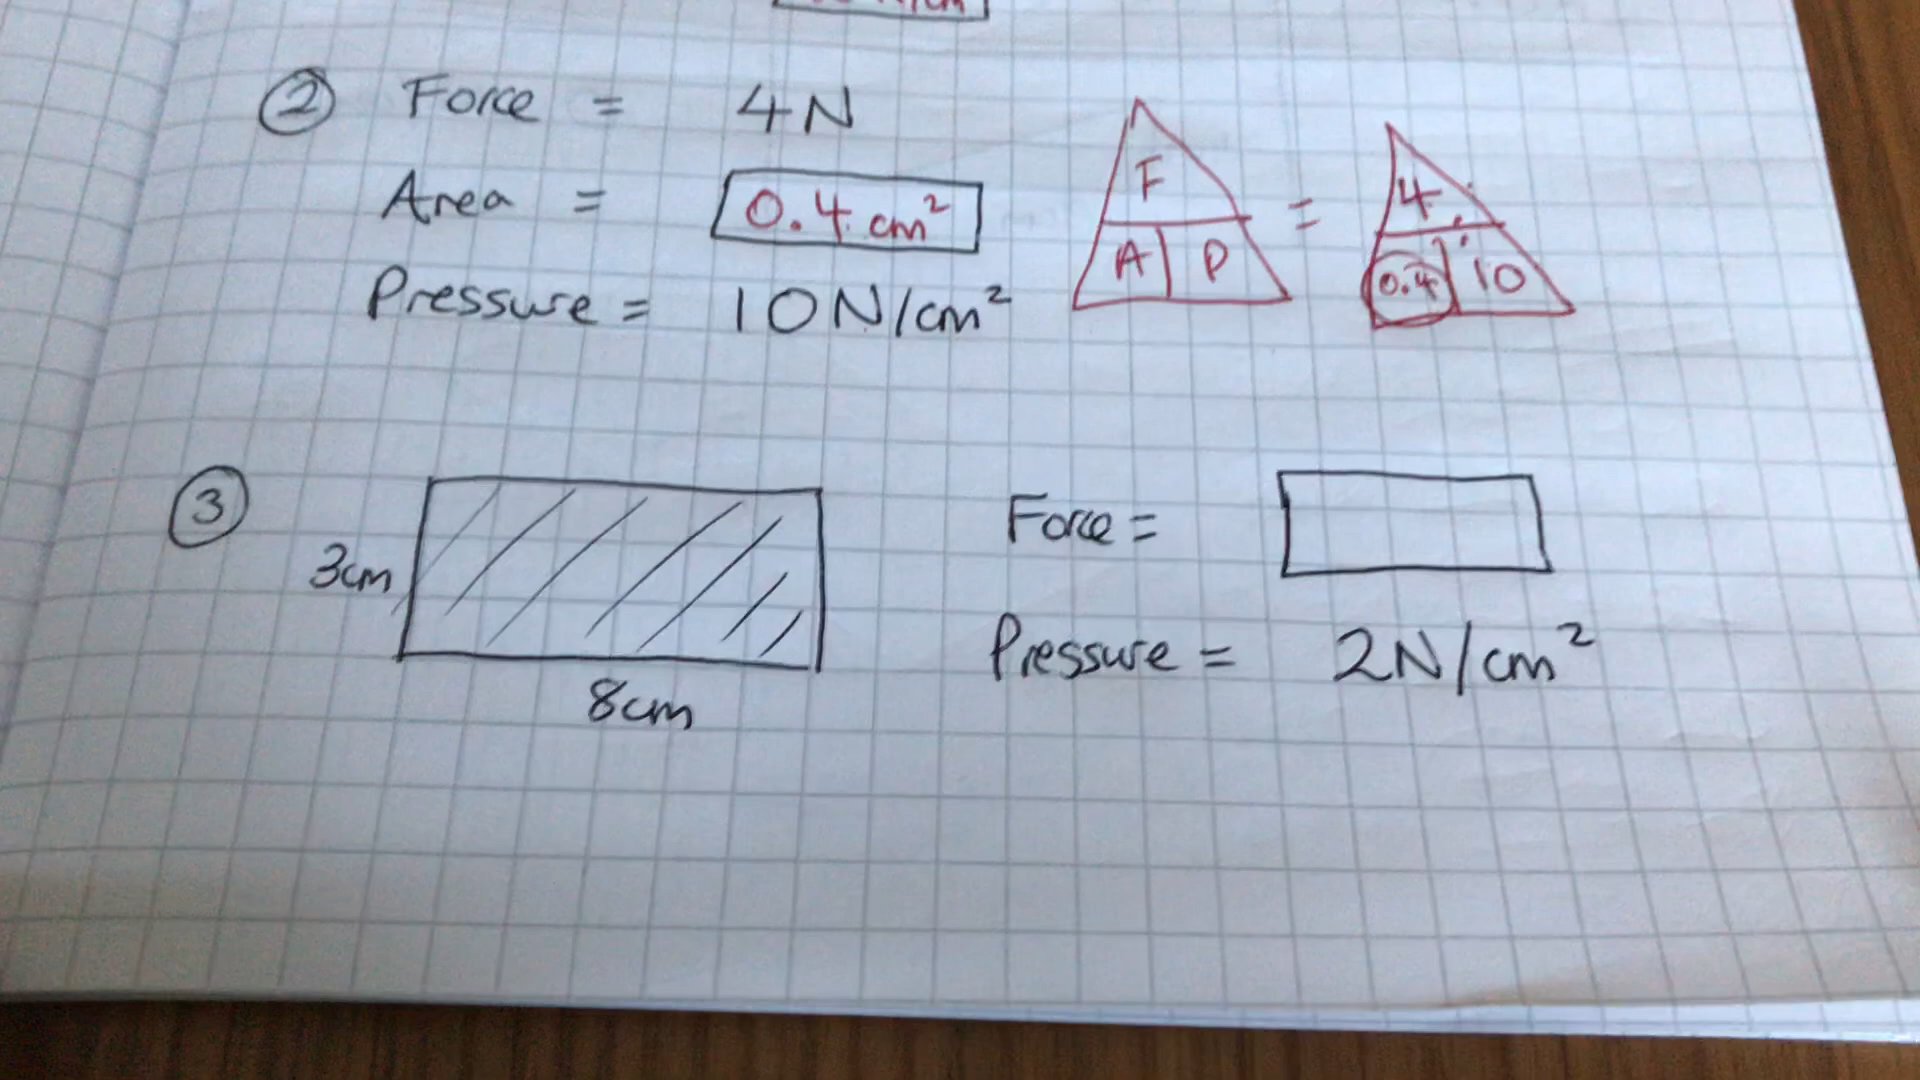 ② Force = 4N
Area = 0.4 cm²
Pressure = 10N/cm²
F
A P
=
4
0.4 10
③
3cm
8cm
Force =
Pressure = 2N/cm²